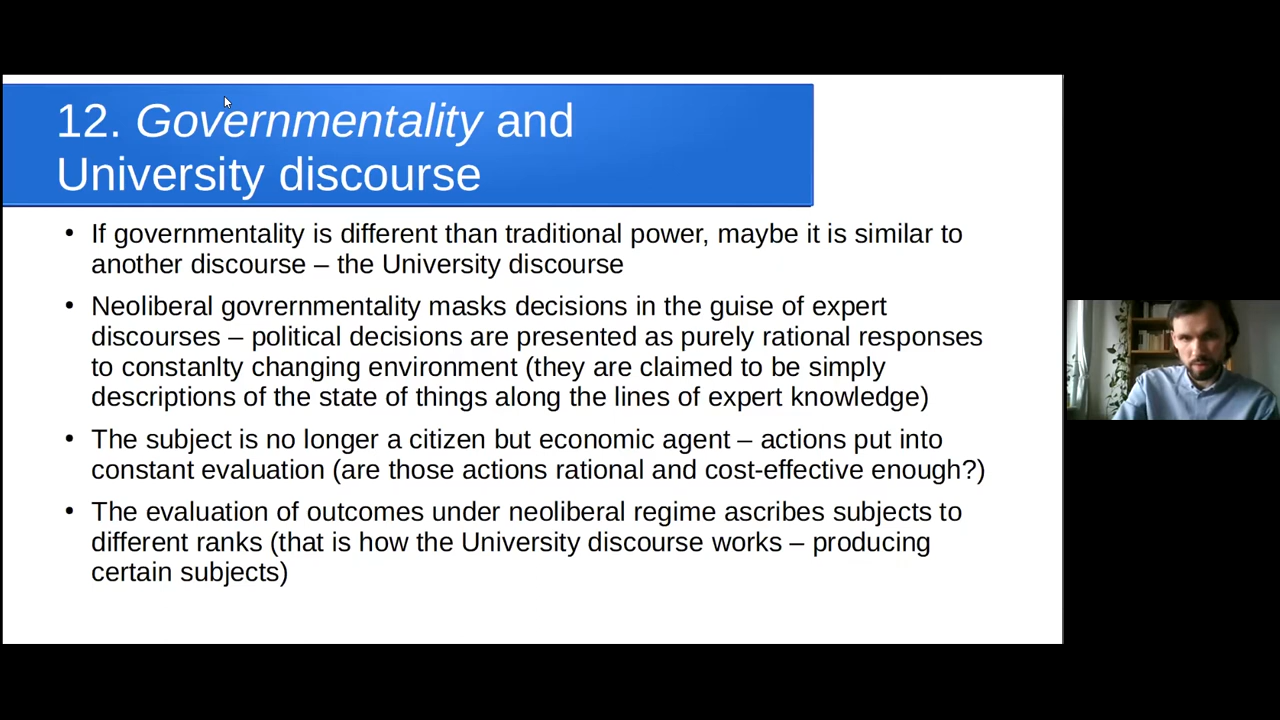 12. Governmentality and
University discourse
• If governmentality is different than traditional power, maybe it is similar to
another discourse – the University discourse
• Neoliberal govrernmentality masks decisions in the guise of expert
discourses – political decisions are presented as purely rational responses
to constanlty changing environment (they are claimed to be simply
descriptions of the state of things along the lines of expert knowledge)
• The subject is no longer a citizen but economic agent – actions put into
constant evaluation (are those actions rational and cost-effective enough?)
• The evaluation of outcomes under neoliberal regime ascribes subjects to
different ranks (that is how the University discourse works – producing
certain subjects)